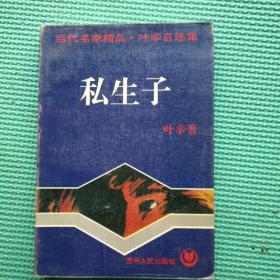 当代名家精品·叶辛自选集
私生子
叶辛著
贵州人民出版社